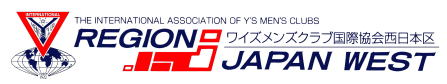 INTERNATIONAL
THE INTERNATIONAL ASSOCIATION OF Y'S MEN'S CLUBS
REGION
ワイズメンズクラブ国際協会西日本区
JAPAN WEST